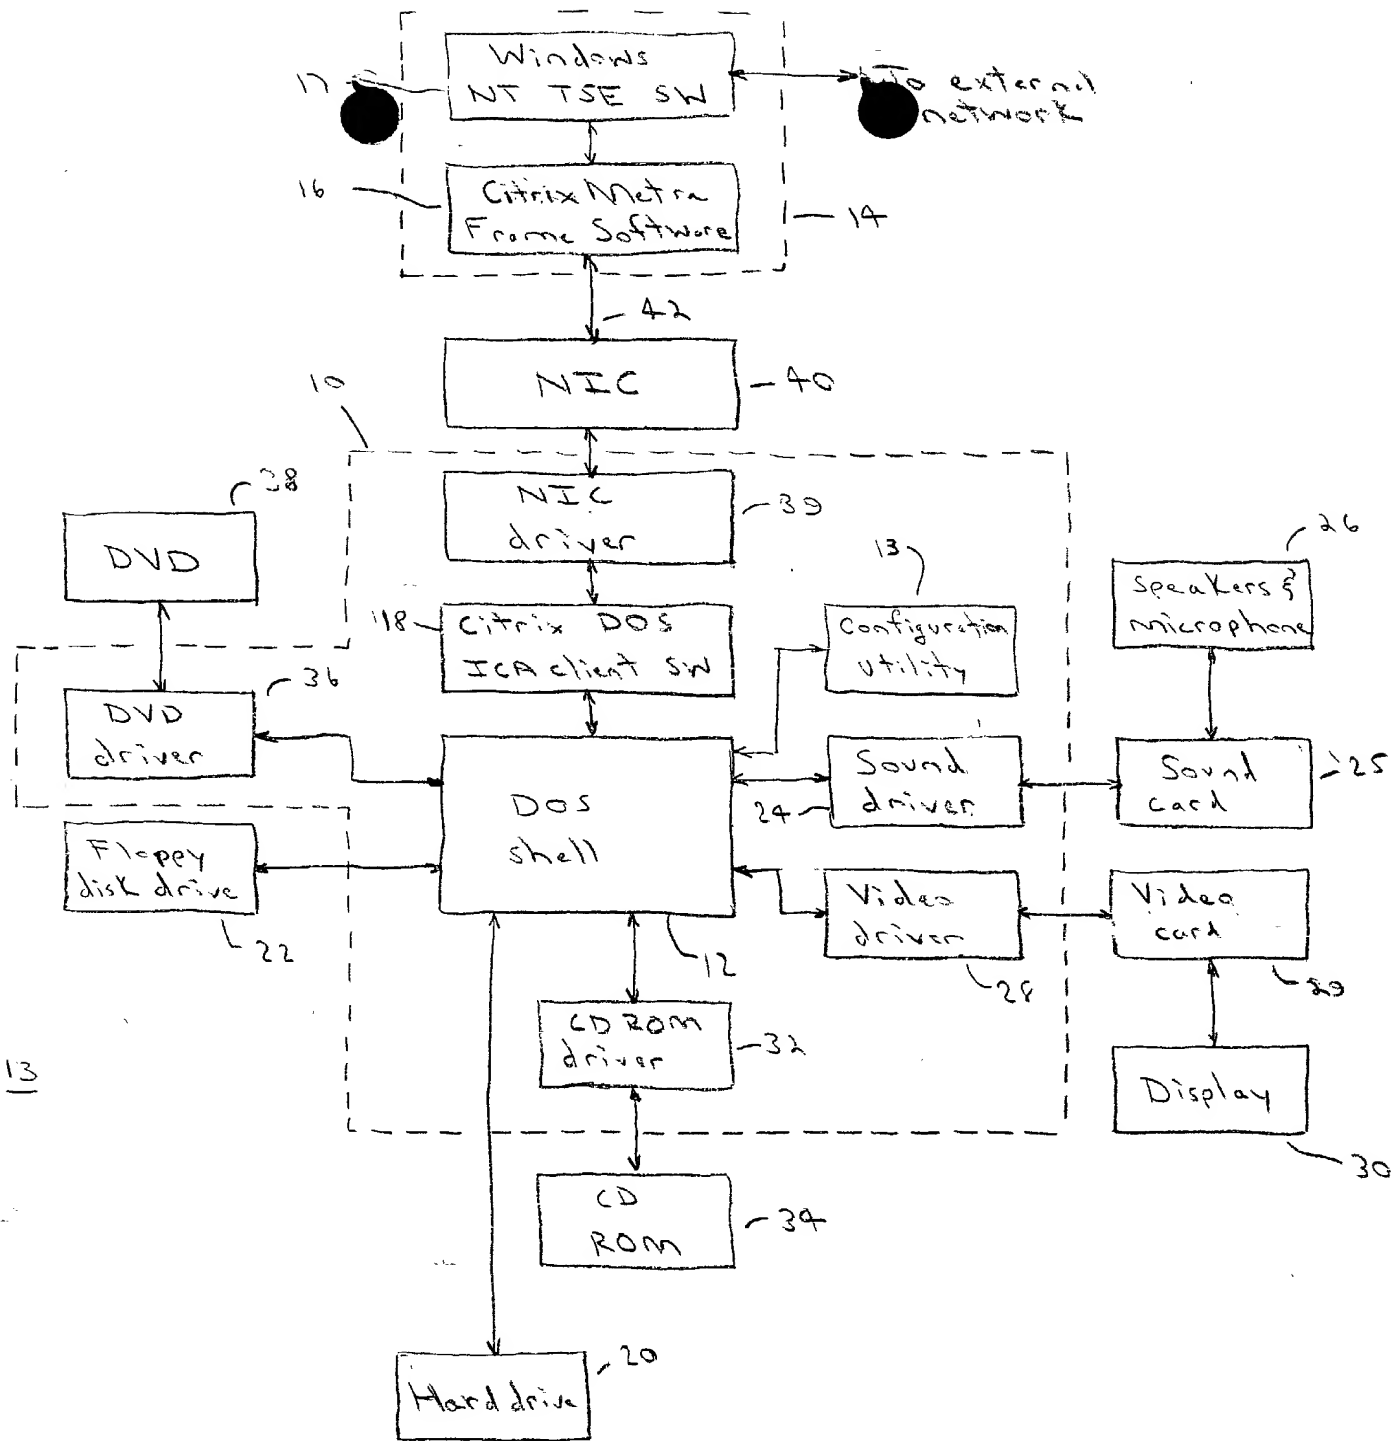 Windows
NT TSE SW
17
To external
network
16
Citrix Metra
Frame Software
14
42
NIC
40
10
NIC
driver
39
38
DVD
13
26
Speakers &
microphone
118
Citrix DOS
ICA client SW
Configuration
utility
36
DVD
driver
DOS
shell
Sound
driver
24
Sound
card
25
Floppy
disk drive
22
12
Video
driver
28
Video
card
29
CD ROM
driver
32
13
Display
30
CD
ROM
34
20
Hard drive